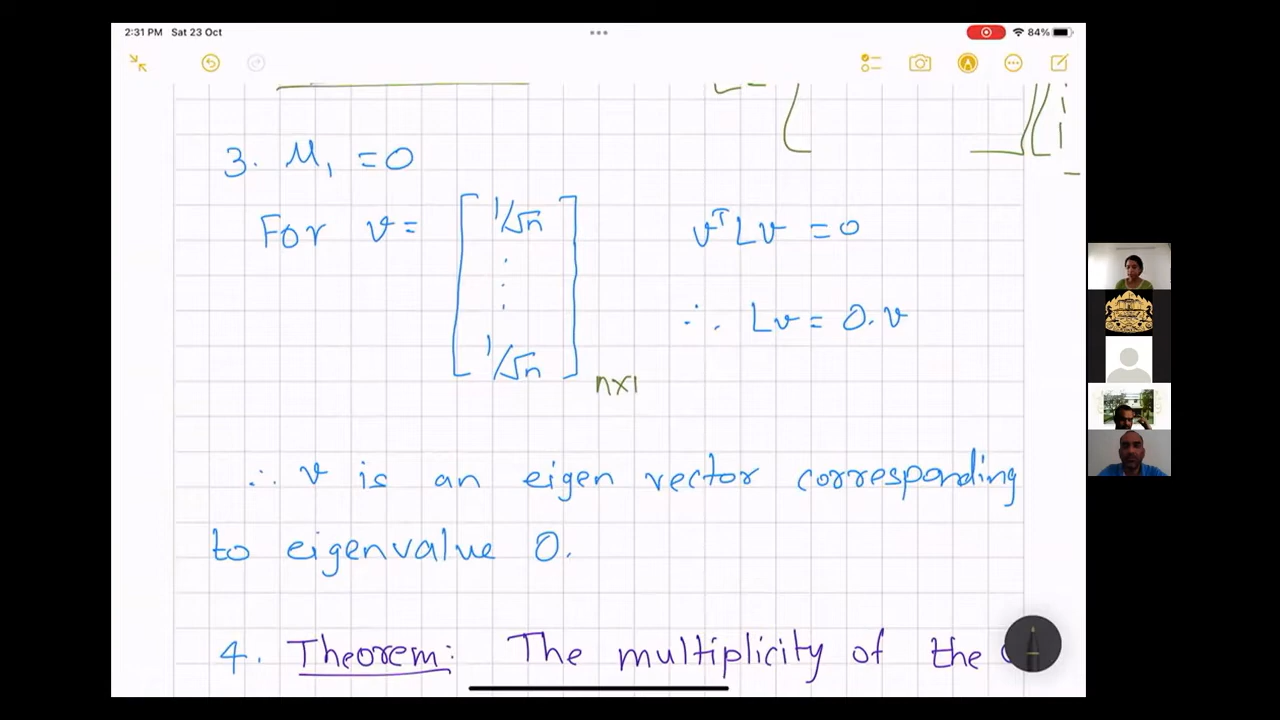 2:31 PM Sat 23 Oct
84%
3. μ₁ = 0
For v = [ 1/√n ⋮ 1/√n ] n×1
vᵀLv = 0
∴ Lv = 0.v
∴ v is an eigen vector corresponding
to eigenvalue 0.
4. Theorem: The multiplicity of the